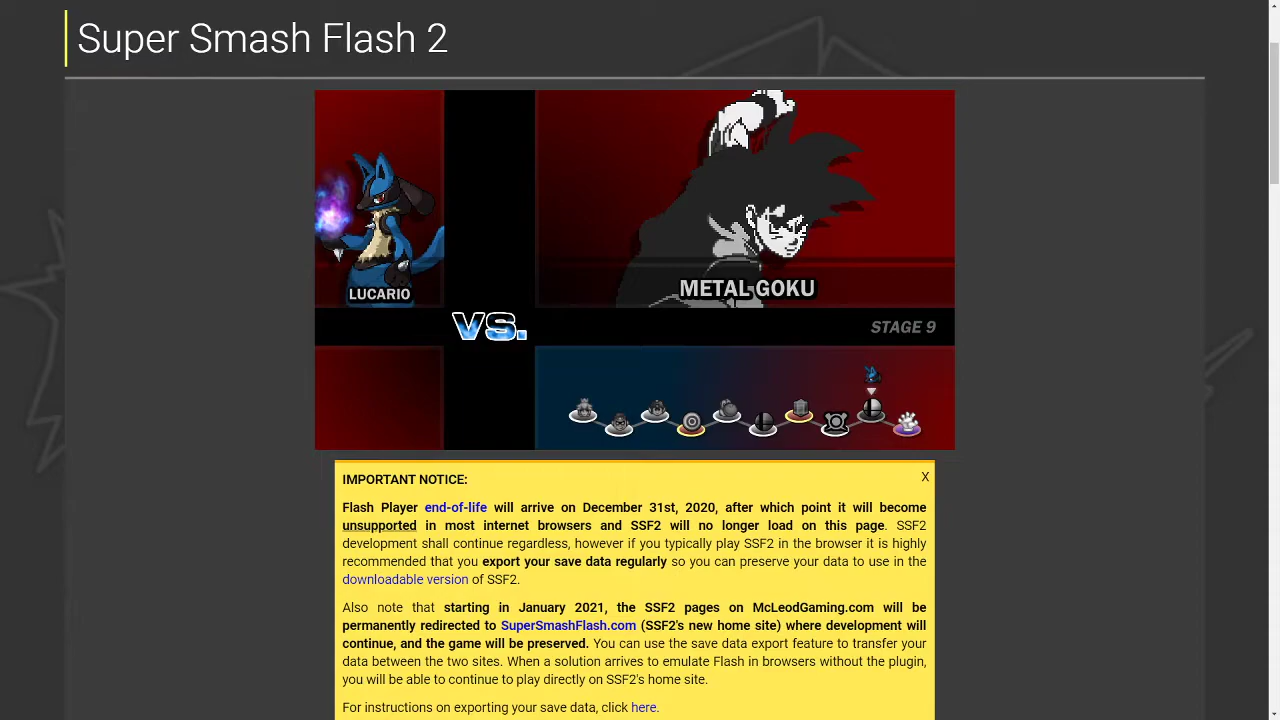 Super Smash Flash 2
LUCARIO
METAL GOKU
VS.
STAGE 9
IMPORTANT NOTICE:
X
Flash Player end-of-life will arrive on December 31st, 2020, after which point it will become
unsupported in most internet browsers and SSF2 will no longer load on this page. SSF2
development shall continue regardless, however if you typically play SSF2 in the browser it is highly
recommended that you export your save data regularly so you can preserve your data to use in the
downloadable version of SSF2.
Also note that starting in January 2021, the SSF2 pages on McLeodGaming.com will be
permanently redirected to SuperSmashFlash.com (SSF2's new home site) where development will
continue, and the game will be preserved. You can use the save data export feature to transfer your
data between the two sites. When a solution arrives to emulate Flash in browsers without the plugin,
you will be able to continue to play directly on SSF2's home site.
For instructions on exporting your save data, click here.